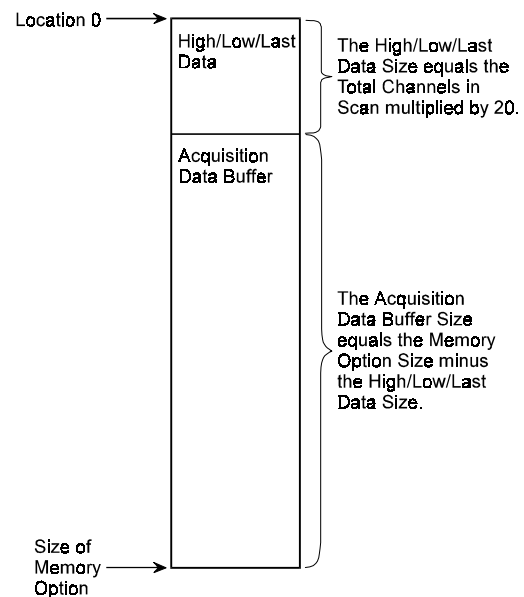 Location 0
High/Low/Last
Data
The High/Low/Last
Data Size equals the
Total Channels in
Scan multiplied by 20.
Acquisition
Data Buffer
The Acquisition
Data Buffer Size
equals the Memory
Option Size minus
the High/Low/Last
Data Size.
Size of
Memory
Option